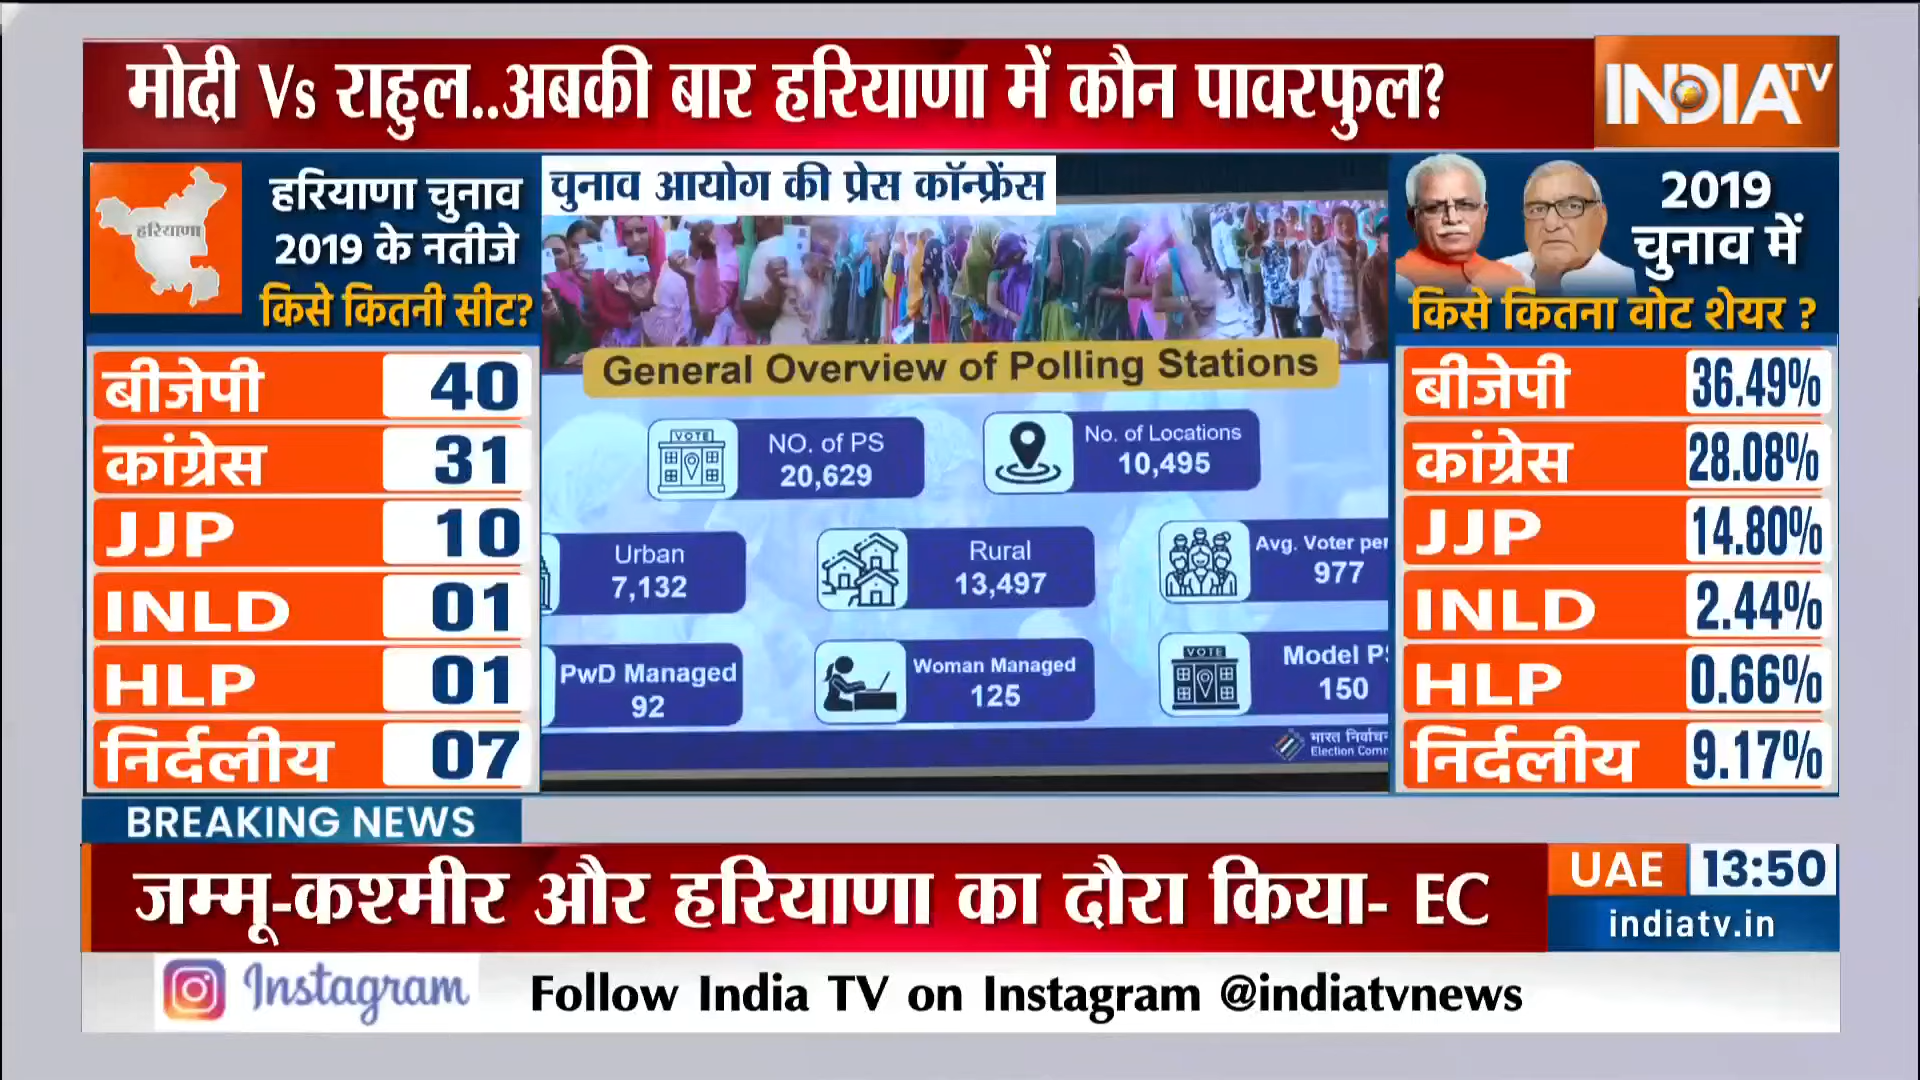 मोदी Vs राहुल..अबकी बार हरियाणा में कौन पावरफुल?
INDIA TV
हरियाणा
हरियाणा चुनाव
2019 के नतीजे
किसे कितनी सीट?
बीजेपी 40
कांग्रेस 31
JJP 10
INLD 01
HLP 01
निर्दलीय 07
चुनाव आयोग की प्रेस कॉन्फ्रेंस
General Overview of Polling Stations
VOTE
NO. of PS
20,629
No. of Locations
10,495
Urban
7,132
Rural
13,497
Avg. Voter per
977
PwD Managed
92
Woman Managed
125
VOTE
Model
150
भारत
Election
2019
चुनाव में
किसे कितना वोट शेयर ?
बीजेपी 36.49%
कांग्रेस 28.08%
JJP 14.80%
INLD 2.44%
HLP 0.66%
निर्दलीय 9.17%
BREAKING NEWS
जम्मू-कश्मीर और हरियाणा का दौरा किया- EC
UAE 13:50
indiatv.in
Instagram
Follow India TV on Instagram @indiatvnews